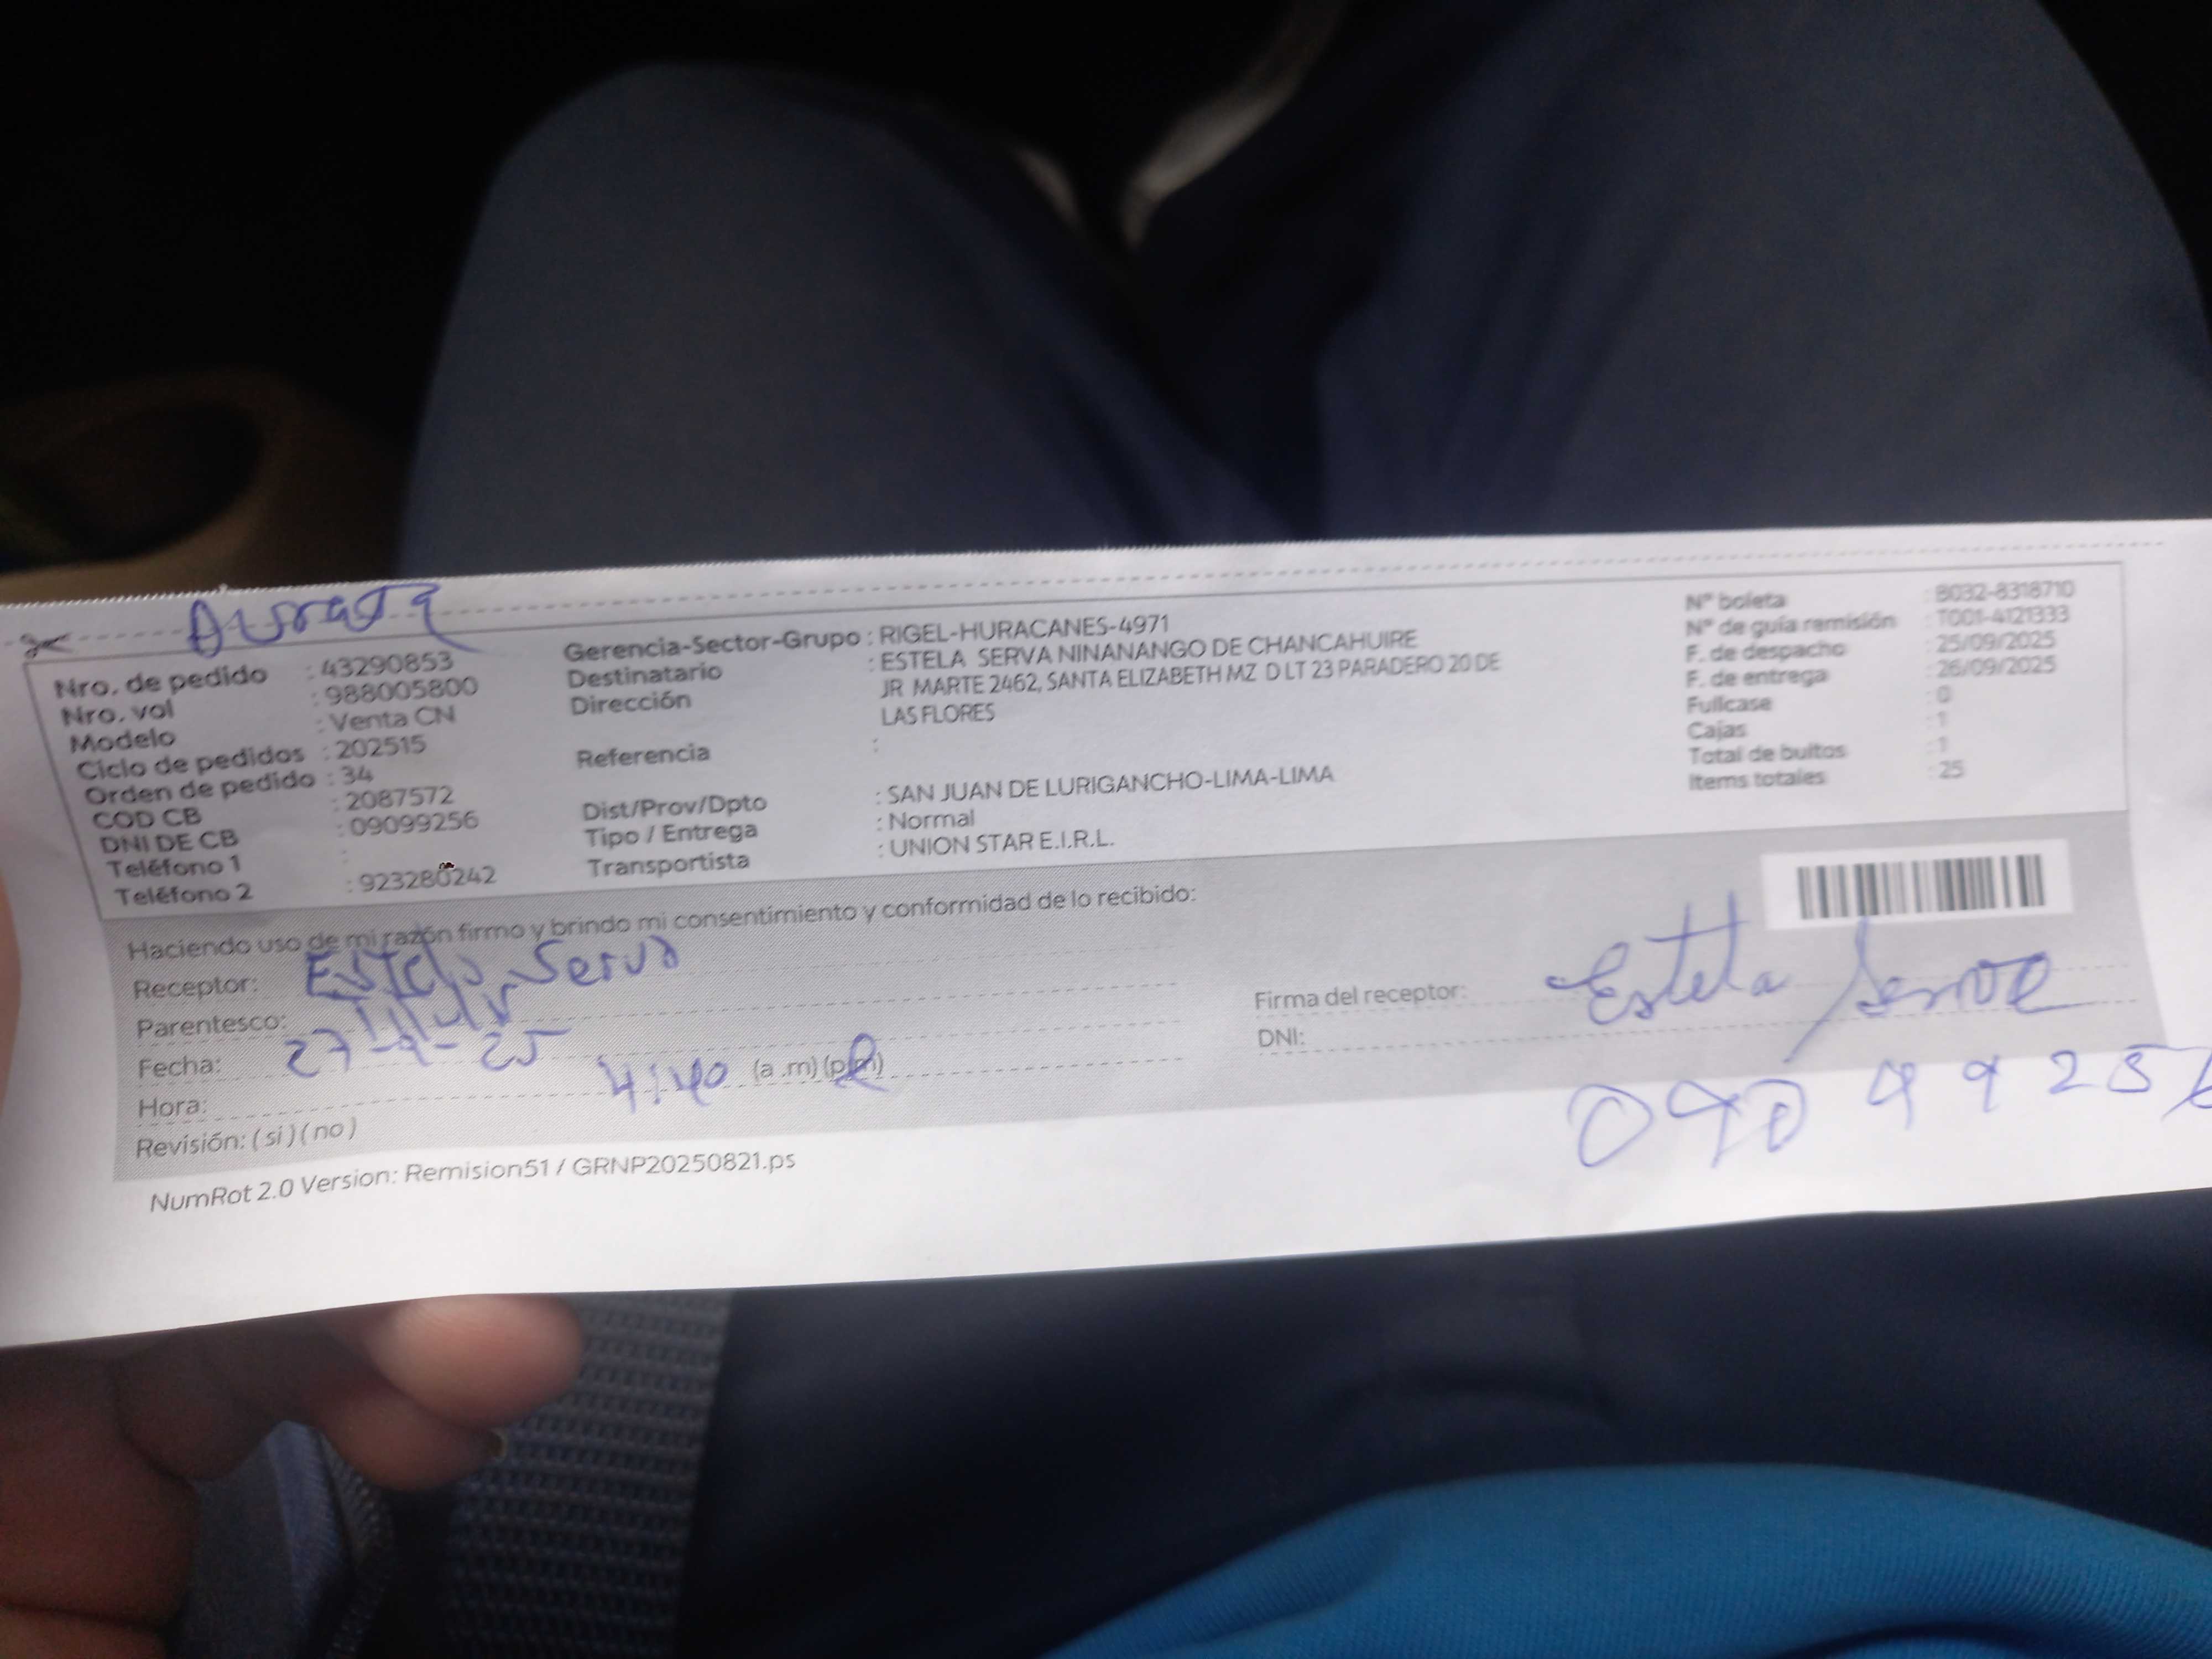 Nro. de pedido : 43290853
Nro. vol : 988005800
Modelo : Venta CN
Ciclo de pedidos : 202515
Orden de pedido : 34
COD CB : 2087572
DNI DE CB : 09099256
Teléfono 1 :
Teléfono 2 : 923280242
Gerencia-Sector-Grupo : RIGEL-HURACANES-4971
Destinatario : ESTELA SERVA NINANANGO DE CHANCAHUIRE
Dirección JR MARTE 2462, SANTA ELIZABETH MZ D LT 23 PARADERO 20 DE
LAS FLORES
Referencia :
Dist/Prov/Dpto : SAN JUAN DE LURIGANCHO-LIMA-LIMA
Tipo / Entrega : Normal
Transportista : UNION STAR E.I.R.L.
Nº boleta : B032-8318710
Nº de guía remisión : T001-4121333
F. de despacho : 25/09/2025
F. de entrega : 26/09/2025
Fullcase : 0
Cajas : 1
Total de bultos : 1
Items totales : 25
Haciendo uso de mi razón firmo y brindo mi consentimiento y conformidad de lo recibido:
Receptor: Estela Serva
Parentesco:
Fecha: 27-9-25
Hora: 4:40 (a .m) (p.m)
Revisión: ( si ) ( no )
Firma del receptor: Estela Serva
DNI: 09099256
NumRot 2.0 Version: Remision51 / GRNP20250821.ps